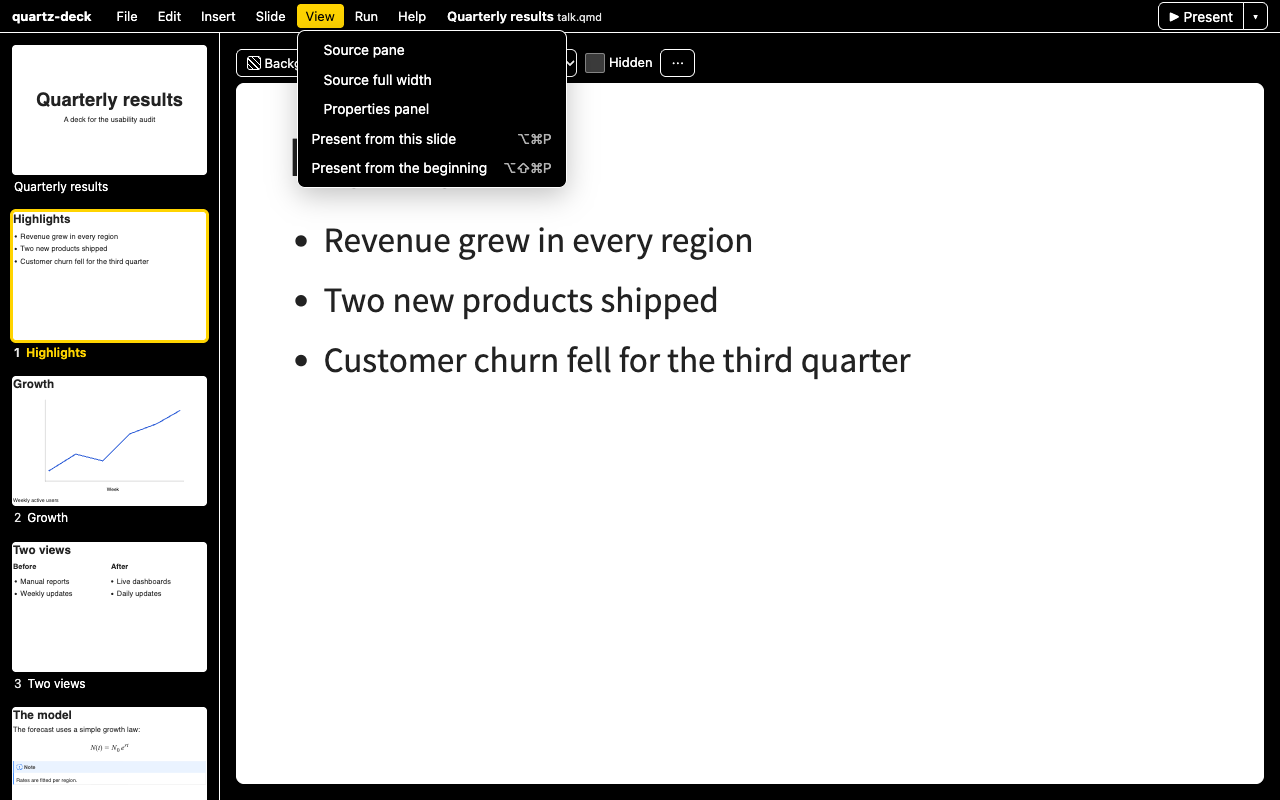 quartz-deck File Edit Insert Slide View Run Help Quarterly results talk.qmd ▶ Present ▾
Source pane
Source full width
Properties panel
Present from this slide ⌥⌘P
Present from the beginning ⌥⇧⌘P
Hidden ...
Quarterly results
A deck for the usability audit
Quarterly results
Highlights
• Revenue grew in every region
• Two new products shipped
• Customer churn fell for the third quarter
1 Highlights
Growth
Week
Weekly active users
2 Growth
Two views
Before After
• Manual reports • Live dashboards
• Weekly updates • Daily updates
3 Two views
The model
The forecast uses a simple growth law:
N(t) = N₀ eʳᵗ
Note
Rates are fitted per region.
• Revenue grew in every region
• Two new products shipped
• Customer churn fell for the third quarter